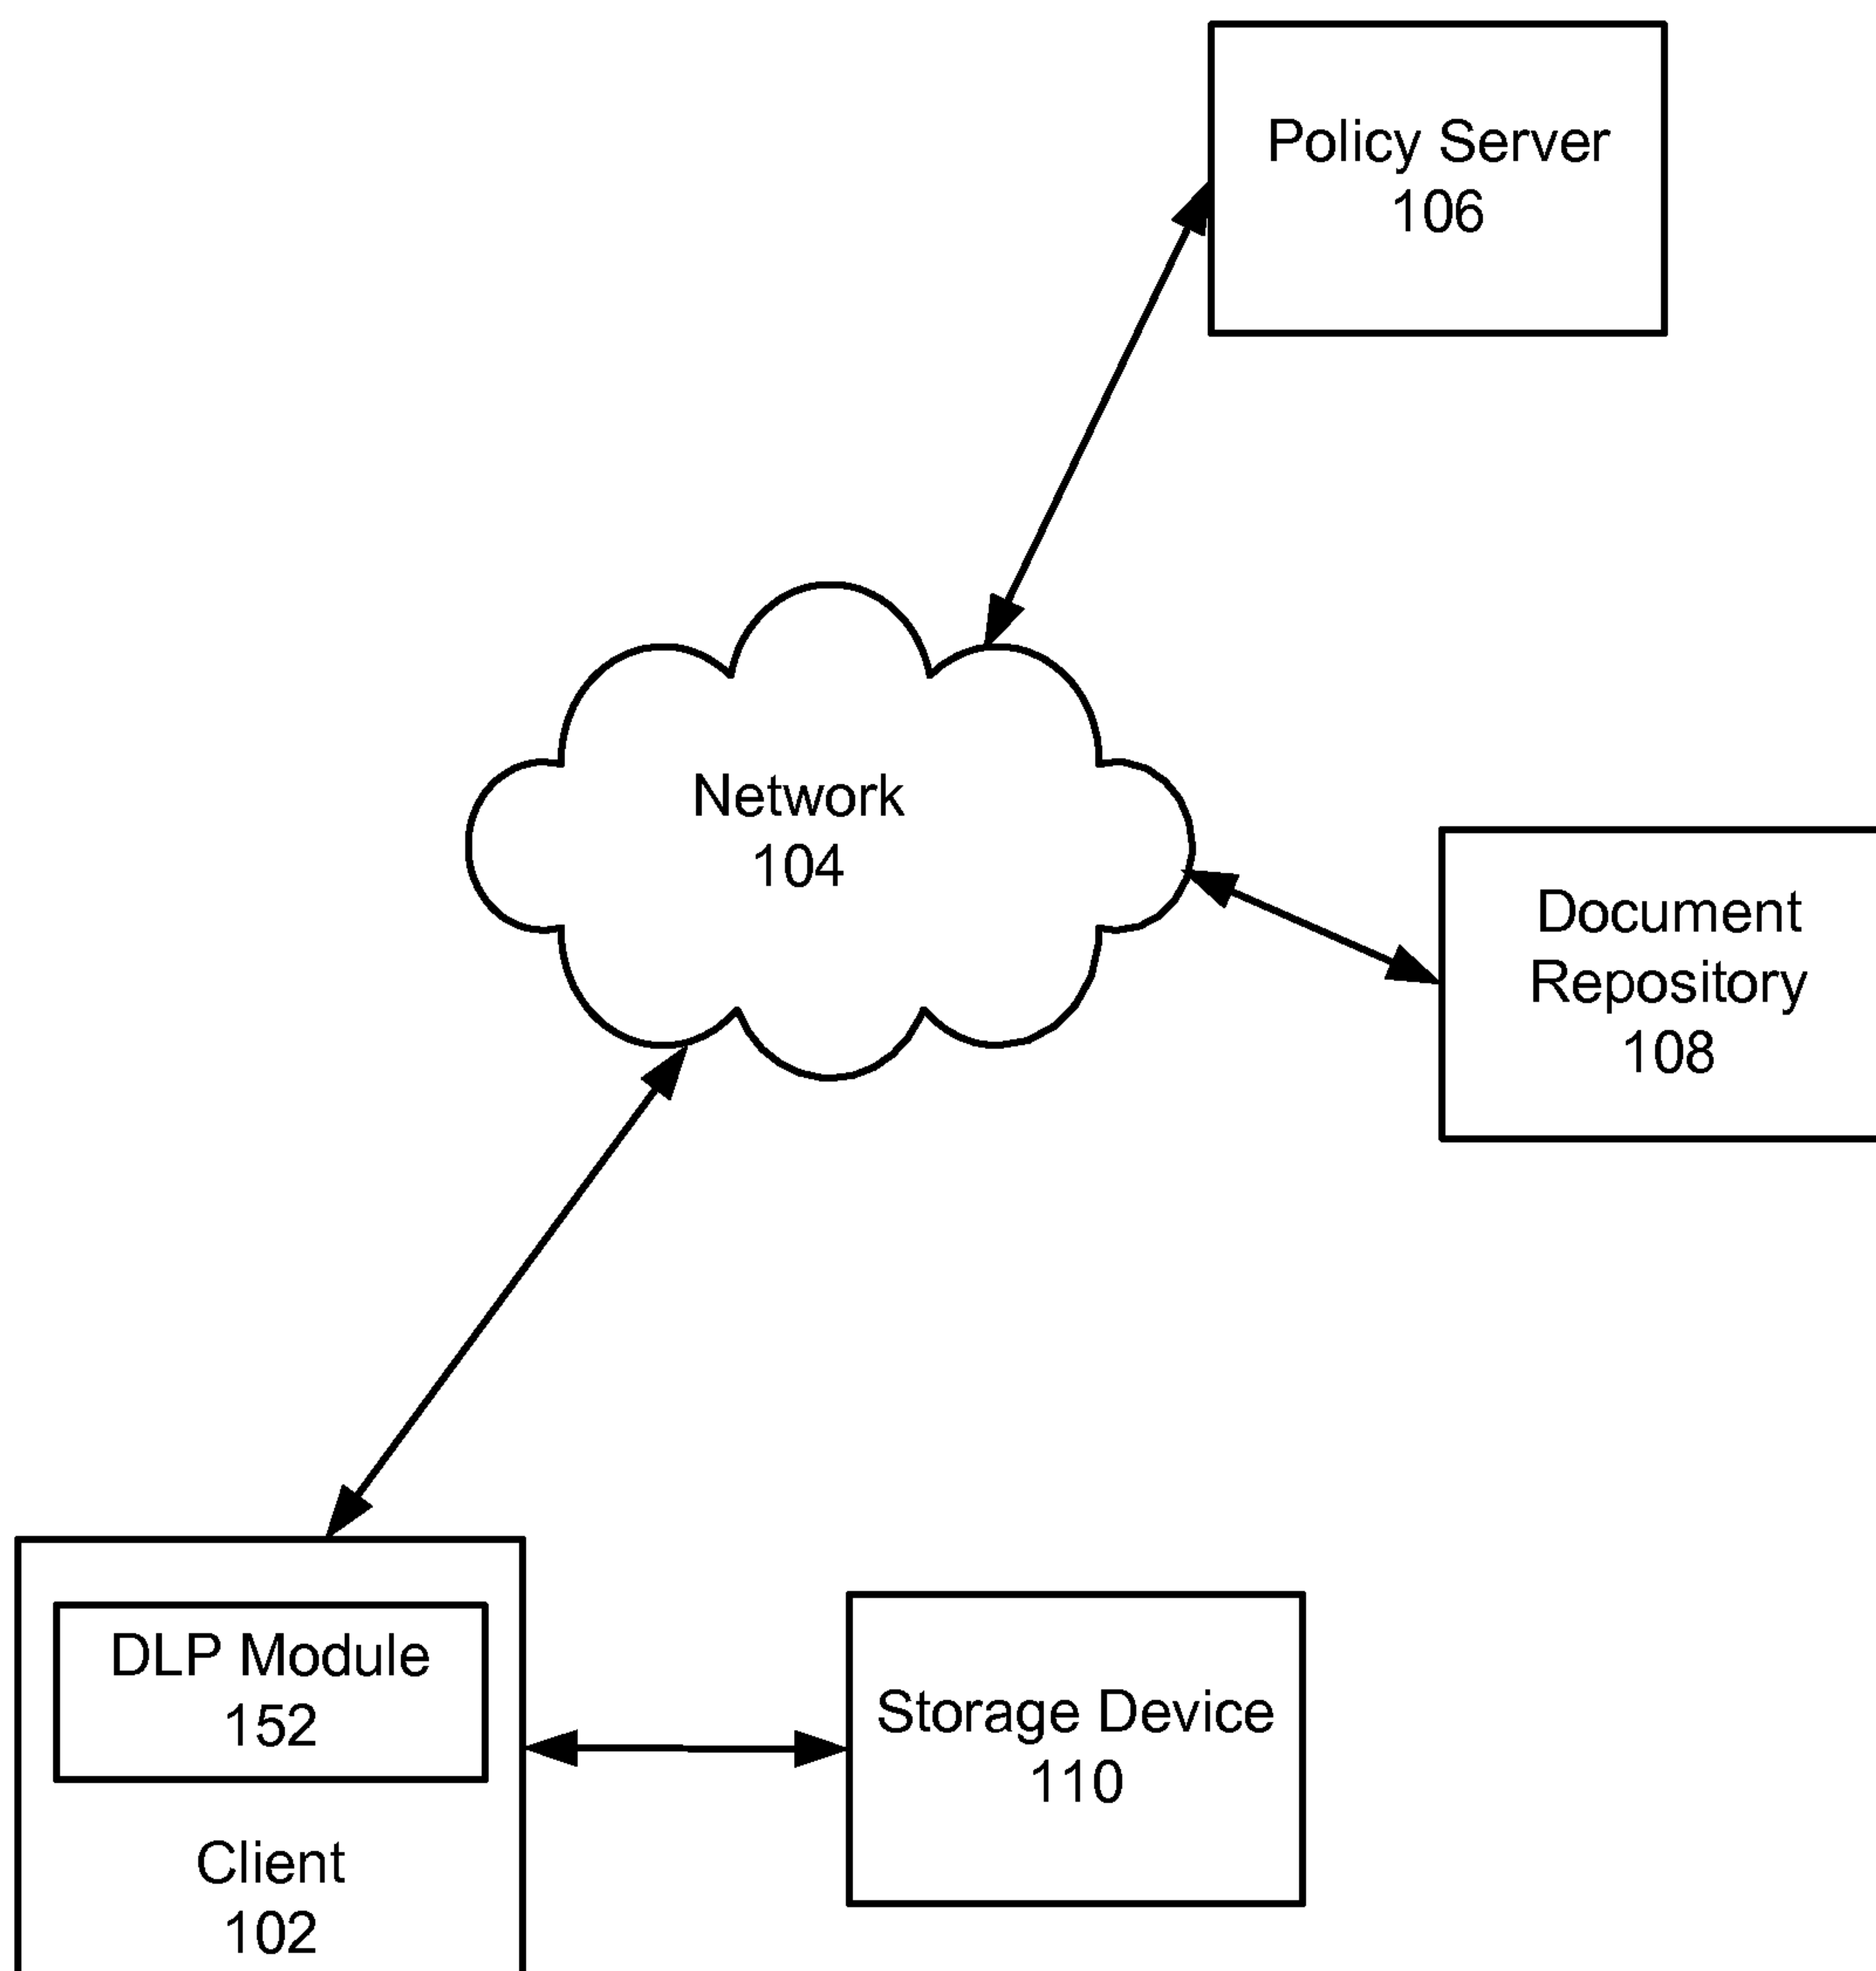 Policy Server
106
Network
104
Document
Repository
108
DLP Module
152
Client
102
Storage Device
110